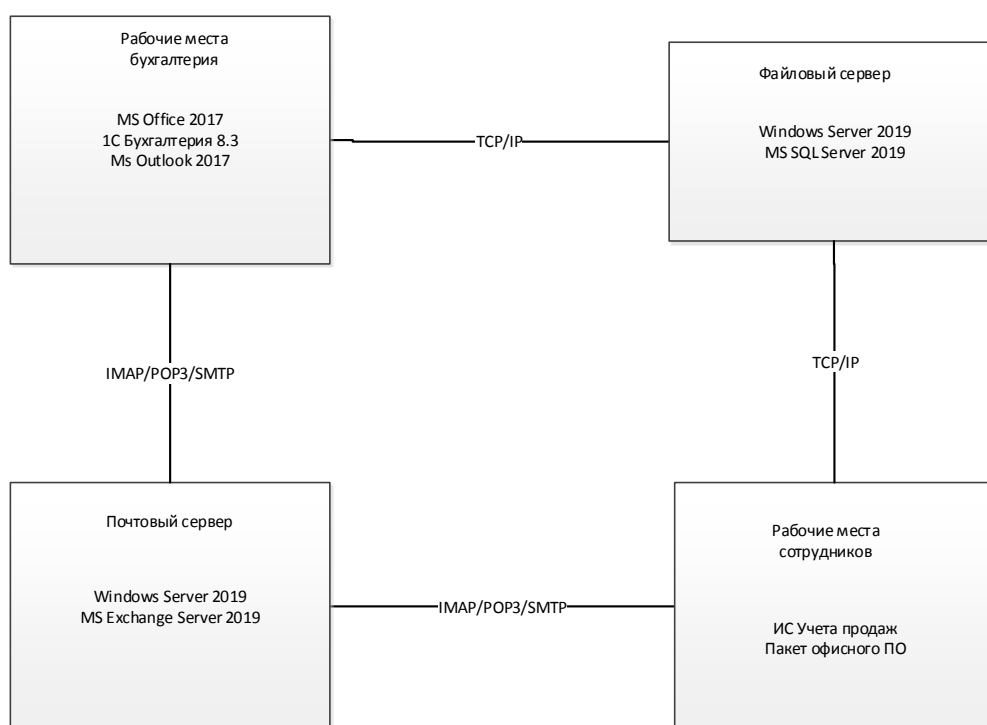 Рабочие места
бухгалтерия
MS Office 2017
1С Бухгалтерия 8.3
Ms Outlook 2017
TCP/IP
Файловый сервер
Windows Server 2019
MS SQL Server 2019
IMAP/POP3/SMTP
TCP/IP
Почтовый сервер
Windows Server 2019
MS Exchange Server 2019
IMAP/POP3/SMTP
Рабочие места
сотрудников
ИС Учета продаж
Пакет офисного ПО